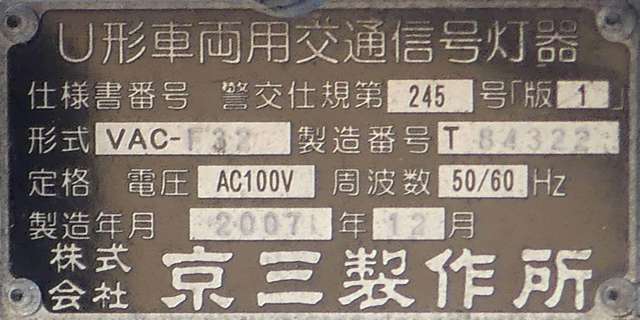 U形車両用交通信号灯器
仕様書番号 警交仕規第 245 号「版 1 」
形式 VAC-F32 製造番号 T 84322
定格 電圧 AC100V 周波数 50/60 Hz
製造年月 2007 年 12 月
株式会社 京三製作所